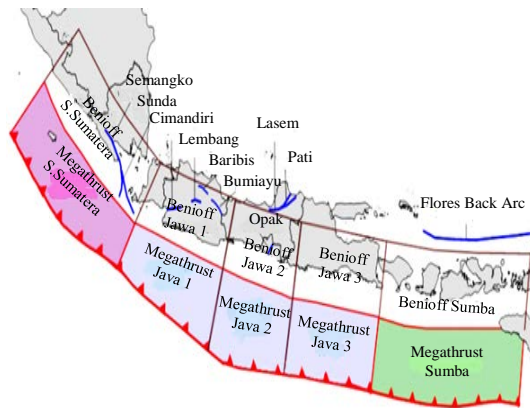 Semangko
Sunda
Cimandiri
Lembang
Baribis
Bumiayu
Lasem
Pati
Opak
Flores Back Arc
Benioff
S.Sumatera
Megathrust
S.Sumatera
Benioff
Jawa 1
Benioff
Jawa 2
Benioff
Jawa 3
Benioff Sumba
Megathrust
Java 1
Megathrust
Java 2
Megathrust
Java 3
Megathrust
Sumba